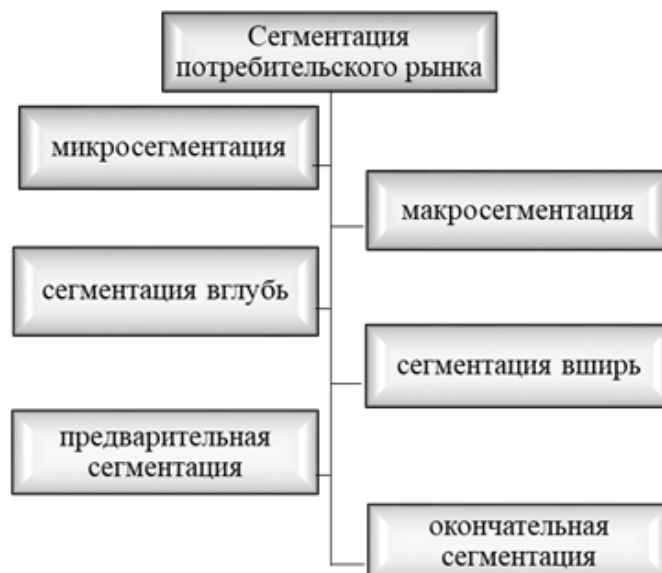 Сегментация
потребительского рынка
микросегментация
макросегментация
сегментация вглубь
сегментация вширь
предварительная
сегментация
окончательная
сегментация